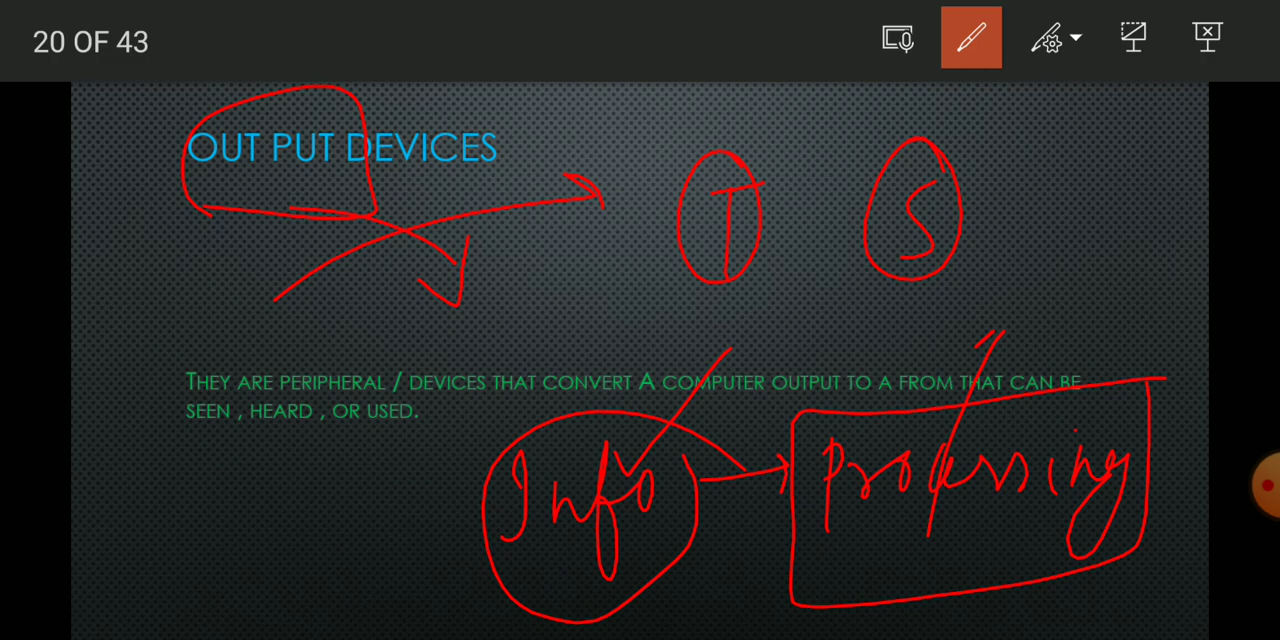 20 OF 43
OUT PUT DEVICES
T S
THEY ARE PERIPHERAL / DEVICES THAT CONVERT A COMPUTER OUTPUT TO A FROM THAT CAN BE
SEEN , HEARD , OR USED.
Info Processing